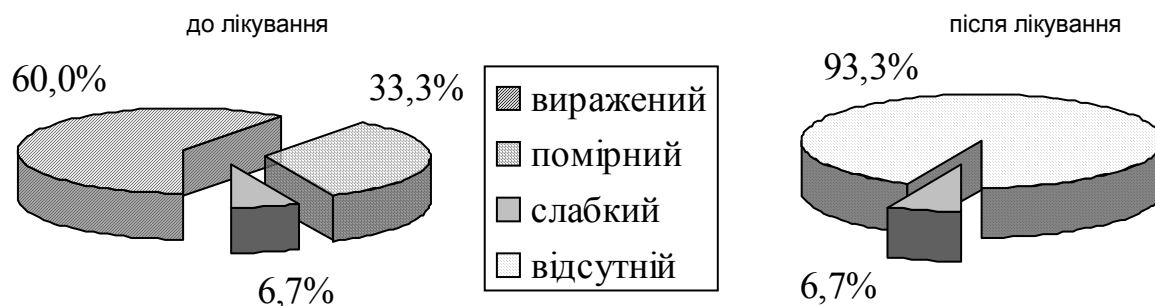 до лікування
після лікування
60,0%
33,3%
6,7%
виражений
помірний
слабкий
відсутній
93,3%
6,7%